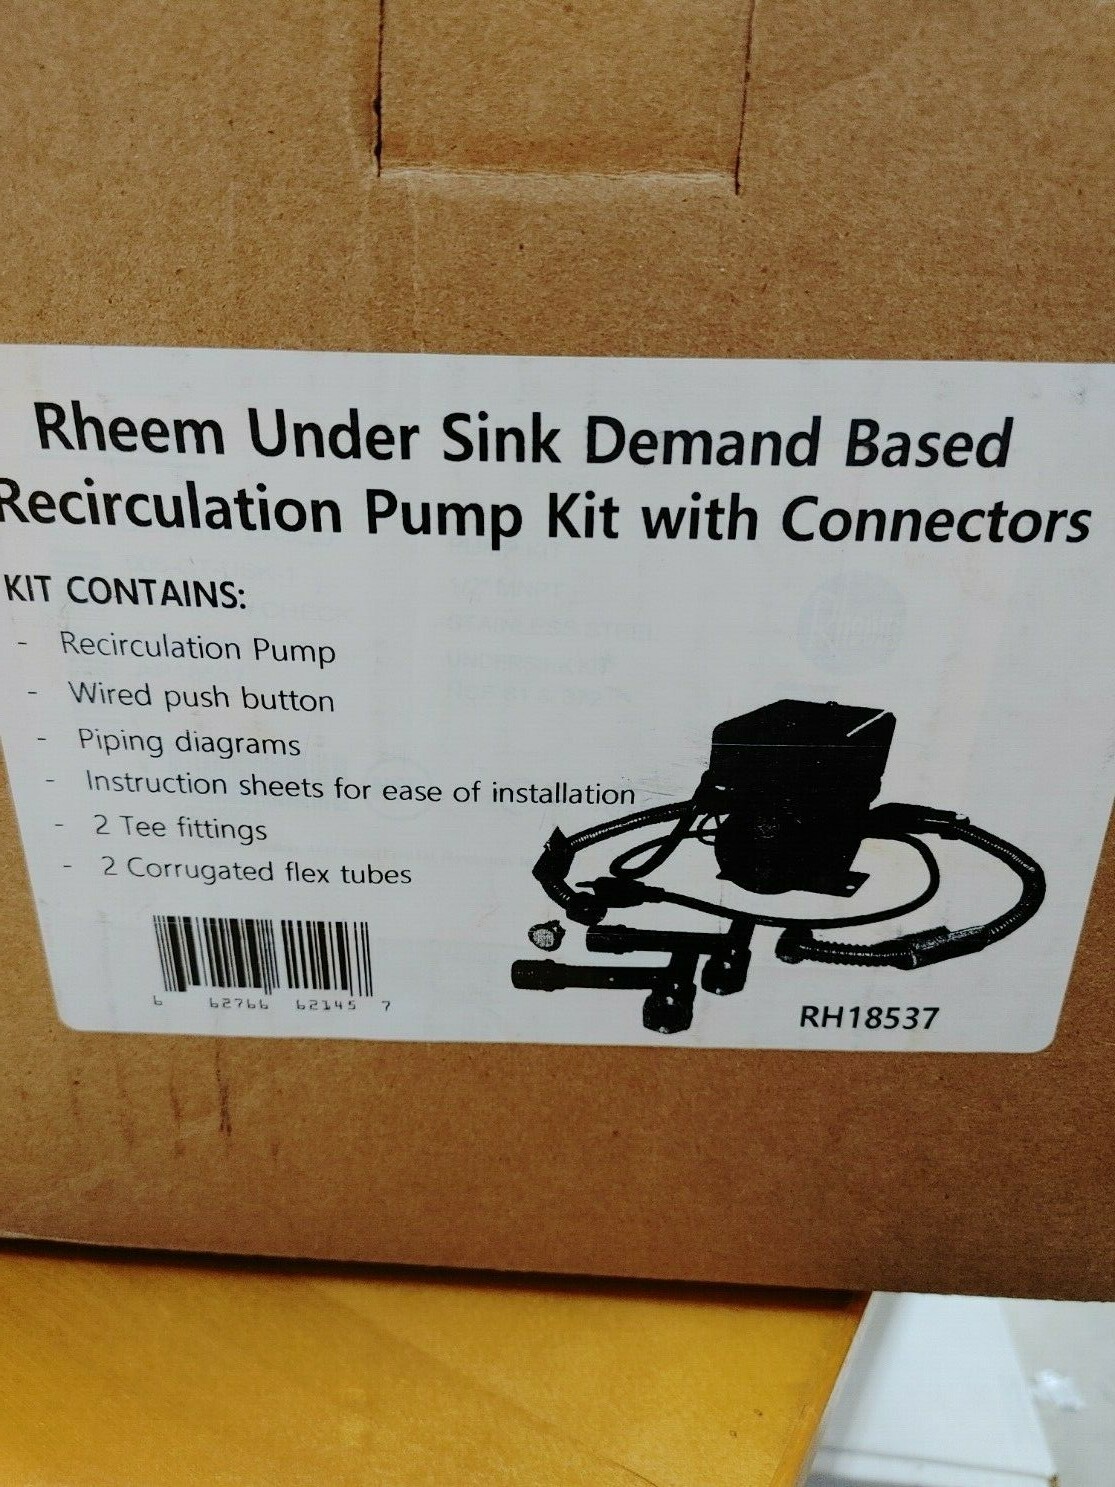 Rheem Under Sink Demand Based
Recirculation Pump Kit with Connectors
KIT CONTAINS:
- Recirculation Pump
- Wired push button
- Piping diagrams
- Instruction sheets for ease of installation
- 2 Tee fittings
- 2 Corrugated flex tubes
6 62766 62145 7
RH18537